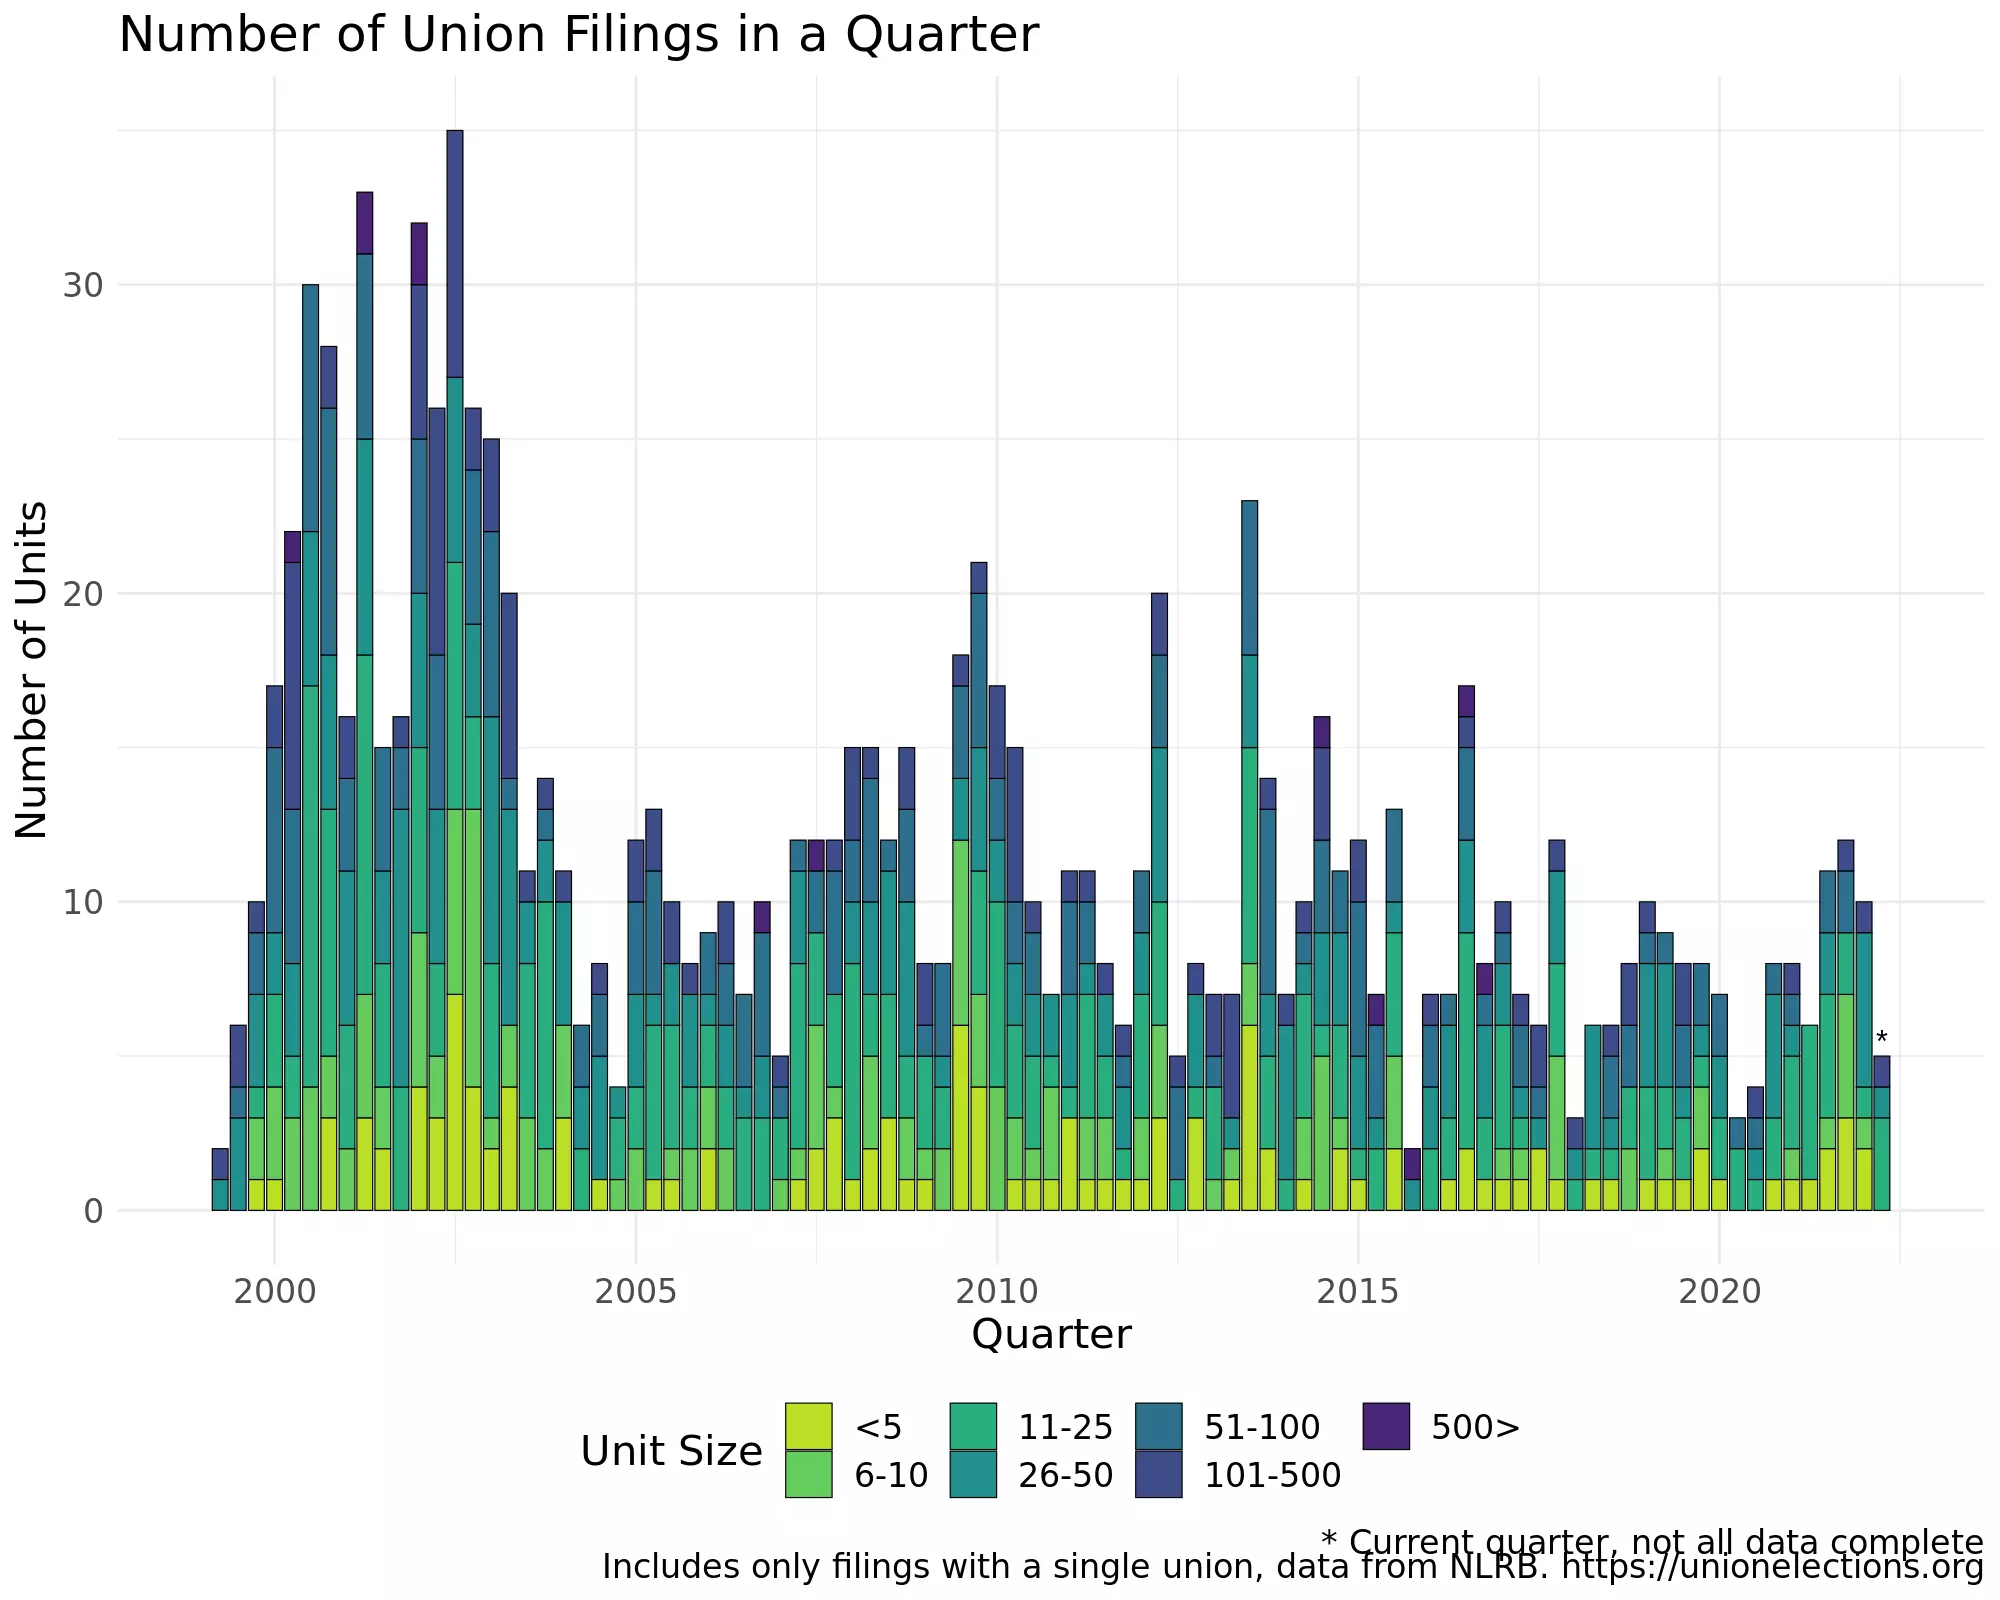 Number of Union Filings in a Quarter
Number of Units
30
20
10
0
*
2000 2005 2010 2015 2020
Quarter
Unit Size
<5 11-25 51-100 500>
6-10 26-50 101-500
* Current quarter, not all data complete
Includes only filings with a single union, data from NLRB. https://unionelections.org